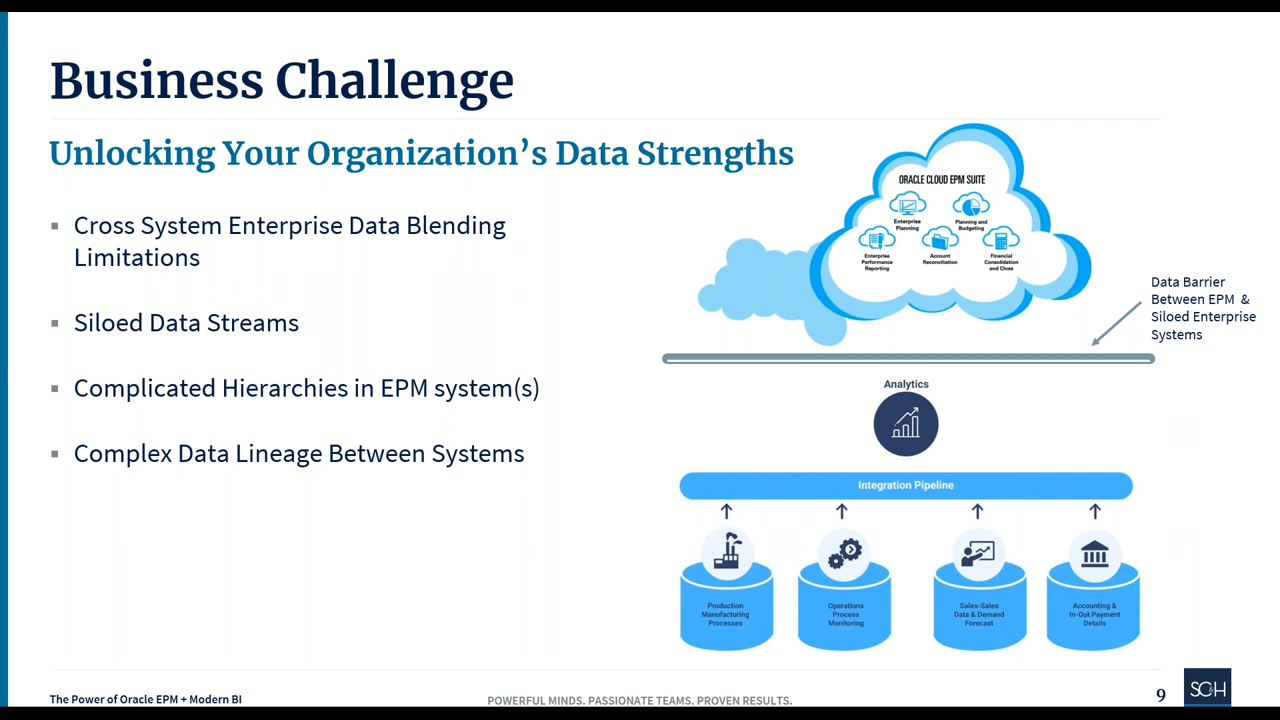 Business Challenge
Unlocking Your Organization’s Data Strengths
▪ Cross System Enterprise Data Blending
Limitations
▪ Siloed Data Streams
▪ Complicated Hierarchies in EPM system(s)
▪ Complex Data Lineage Between Systems
ORACLE CLOUD EPM SUITE
Enterprise
Planning
Planning and
Budgeting
Enterprise
Performance
Reporting
Account
Reconciliation
Financial
Consolidation
and Close
Data Barrier
Between EPM &
Siloed Enterprise
Systems
Analytics
Integration Pipeline
Production
Manufacturing
Processes
Operations
Process
Monitoring
Sales-Sales
Data & Demand
Forecast
Accounting &
In-Out Payment
Details
The Power of Oracle EPM + Modern BI
POWERFUL MINDS. PASSIONATE TEAMS. PROVEN RESULTS.
9
SC&H